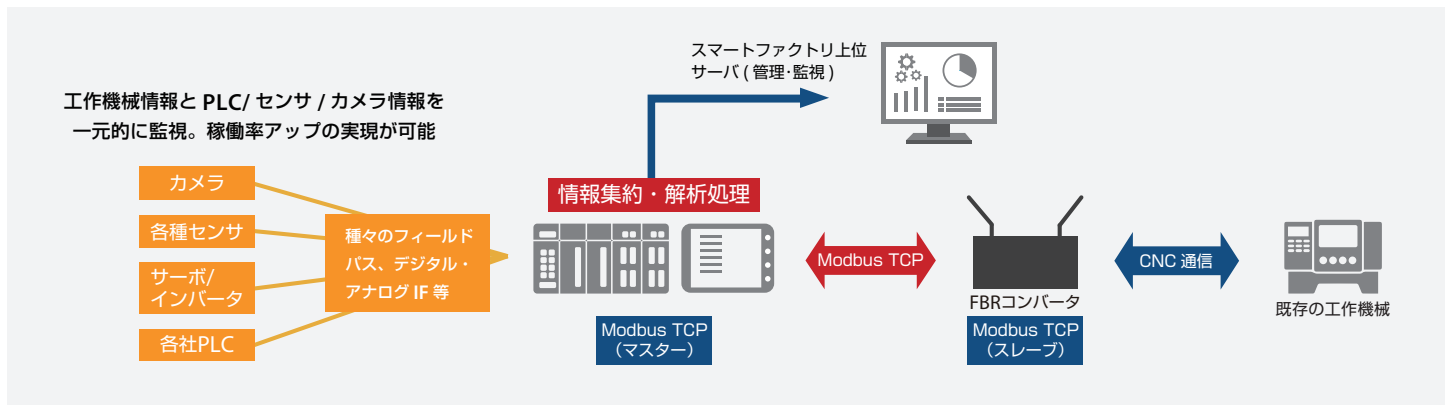 スマートファクトリ上位
サーバ ( 管理・監視 )
工作機械情報と PLC/ センサ / カメラ情報を
一元的に監視。稼働率アップの実現が可能
カメラ
各種センサ
サーボ/
インバータ
各社PLC
種々のフィールド
バス、デジタル・
アナログ IF 等
情報集約・解析処理
Modbus TCP
（マスター）
Modbus TCP
FBRコンバータ
Modbus TCP
（スレーブ）
CNC 通信
既存の工作機械